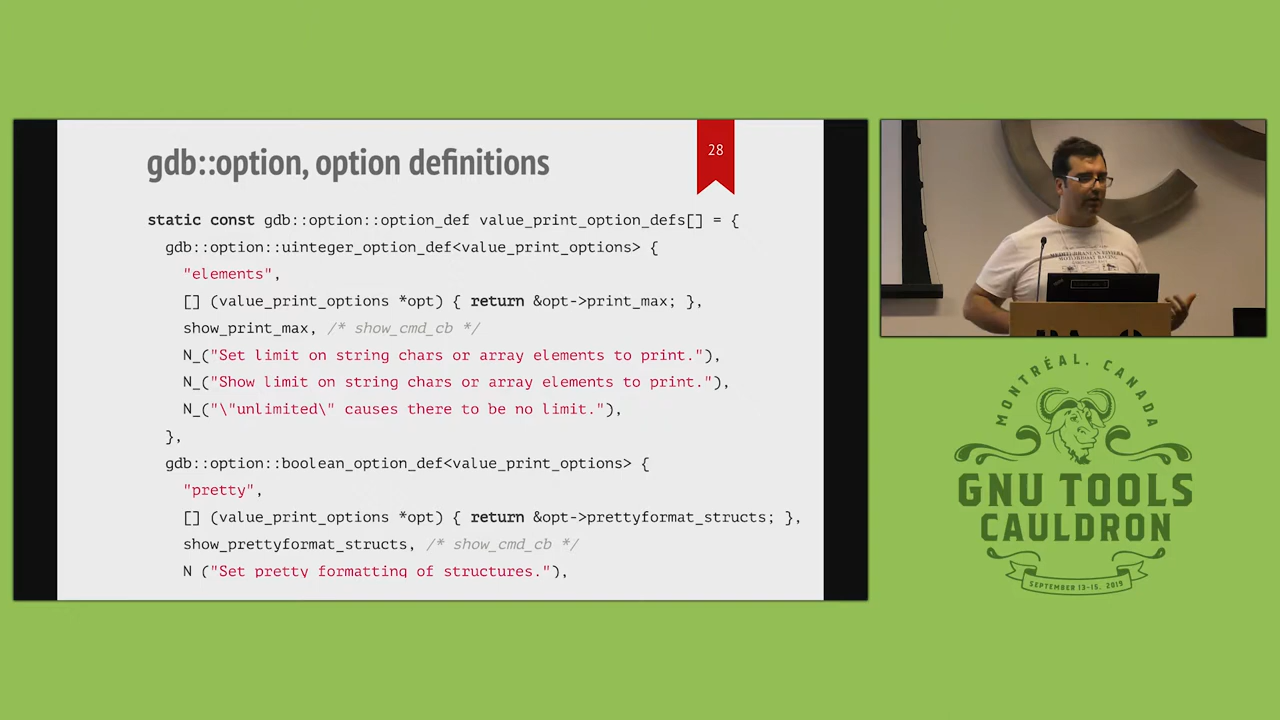 gdb::option, option definitions
28
static const gdb::option::option_def value_print_option_defs[] = {
gdb::option::uinteger_option_def<value_print_options> {
"elements",
[] (value_print_options *opt) { return &opt->print_max; },
show_print_max, /* show_cmd_cb */
N_("Set limit on string chars or array elements to print."),
N_("Show limit on string chars or array elements to print."),
N_("\"unlimited\" causes there to be no limit."),
},
gdb::option::boolean_option_def<value_print_options> {
"pretty",
[] (value_print_options *opt) { return &opt->prettyformat_structs; },
show_prettyformat_structs, /* show_cmd_cb */
N_("Set pretty formatting of structures."),
MONTRÉAL, CANADA
GNU TOOLS
CAULDRON
SEPTEMBER 13-15, 2019